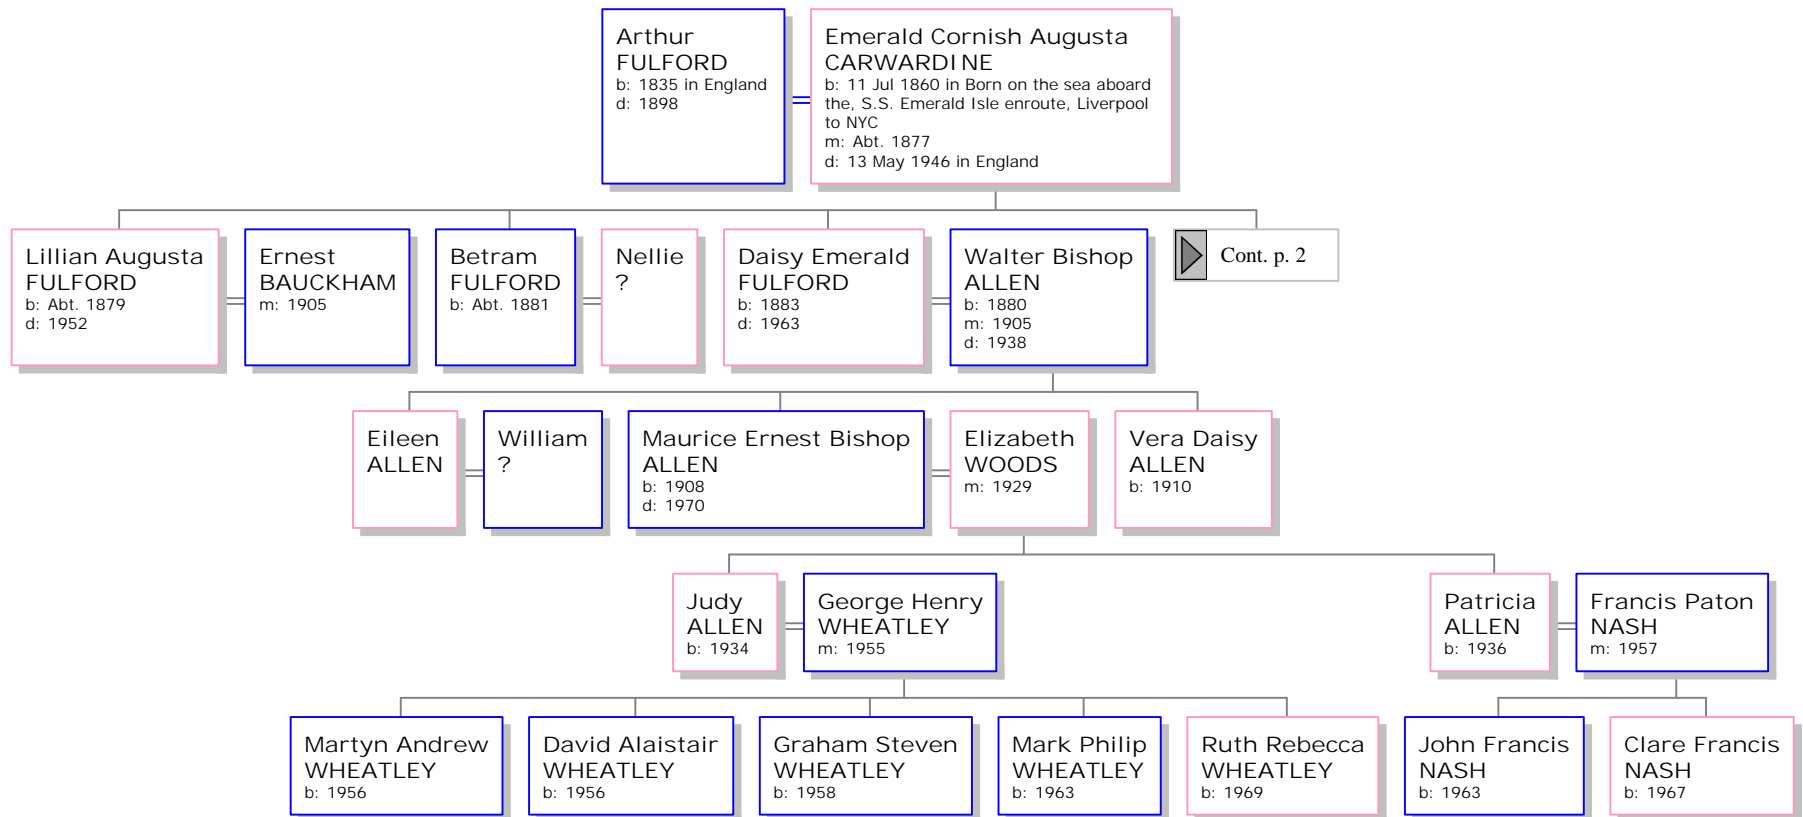 Arthur
FULFORD
b: 1835 in England
d: 1898
Emerald Cornish Augusta
CARWARDINE
b: 11 Jul 1860 in Born on the sea aboard
the, S.S. Emerald Isle enroute, Liverpool
to NYC
m: Abt. 1877
d: 13 May 1946 in England
Lillian Augusta
FULFORD
b: Abt. 1879
d: 1952
Ernest
BAUCKHAM
m: 1905
Betram
FULFORD
b: Abt. 1881
Nellie
?
Daisy Emerald
FULFORD
b: 1883
d: 1963
Walter Bishop
ALLEN
b: 1880
m: 1905
d: 1938
Cont. p. 2
Eileen
ALLEN
William
?
Maurice Ernest Bishop
ALLEN
b: 1908
d: 1970
Elizabeth
WOODS
m: 1929
Vera Daisy
ALLEN
b: 1910
Judy
ALLEN
b: 1934
George Henry
WHEATLEY
m: 1955
Patricia
ALLEN
b: 1936
Francis Paton
NASH
m: 1957
Martyn Andrew
WHEATLEY
b: 1956
David Alaistair
WHEATLEY
b: 1956
Graham Steven
WHEATLEY
b: 1958
Mark Philip
WHEATLEY
b: 1963
Ruth Rebecca
WHEATLEY
b: 1969
John Francis
NASH
b: 1963
Clare Francis
NASH
b: 1967